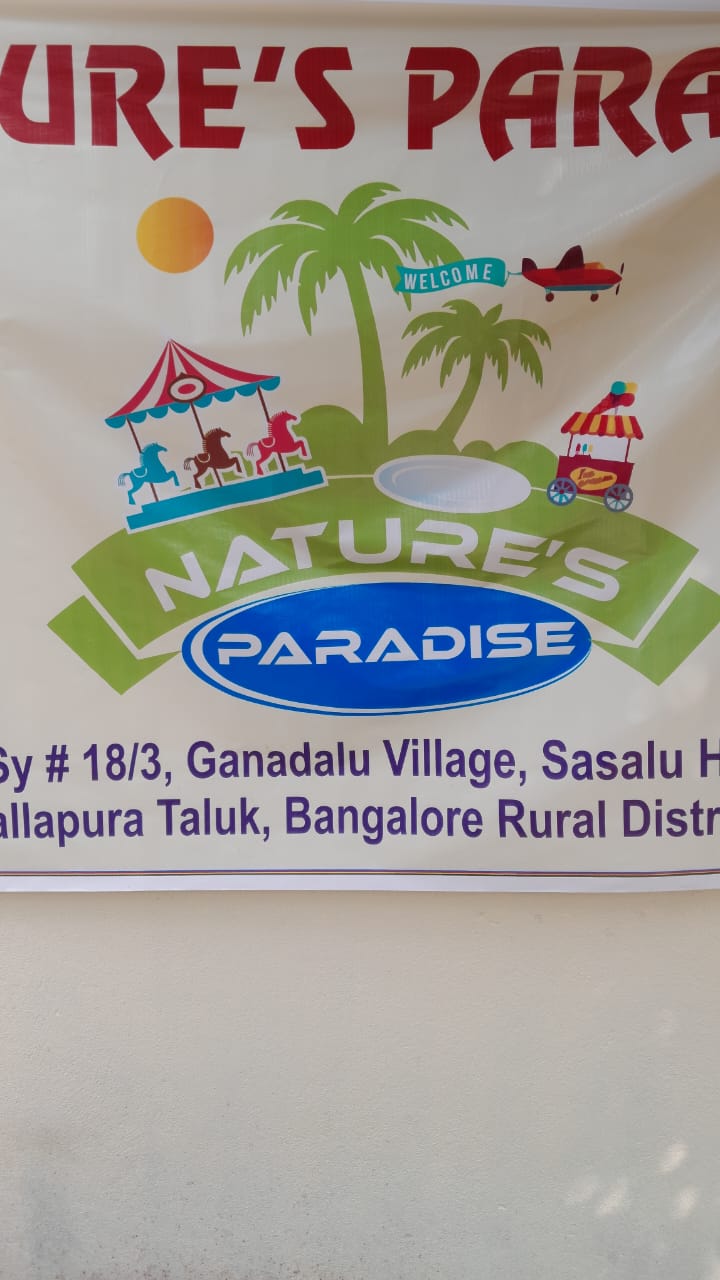 URE'S PARA
WELCOME
NATURE'S
PARADISE
Sy # 18/3, Ganadalu Village, Sasalu H
allapura Taluk, Bangalore Rural Distr